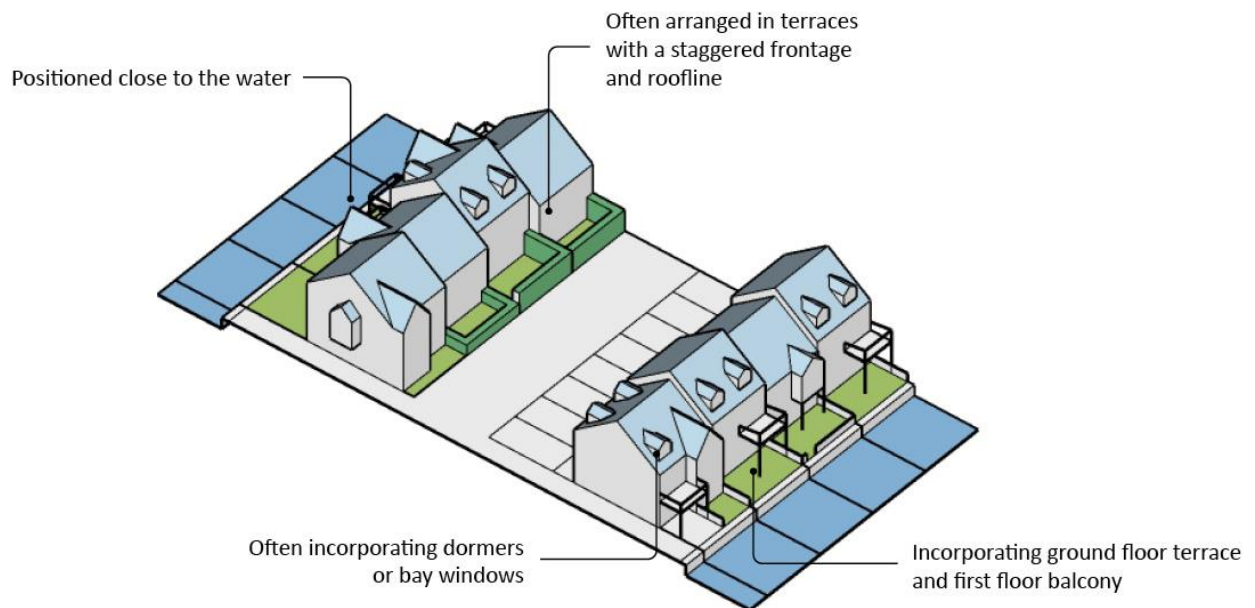 Often arranged in terraces
with a staggered frontage
and roofline
Positioned close to the water
Often incorporating dormers
or bay windows
Incorporating ground floor terrace
and first floor balcony